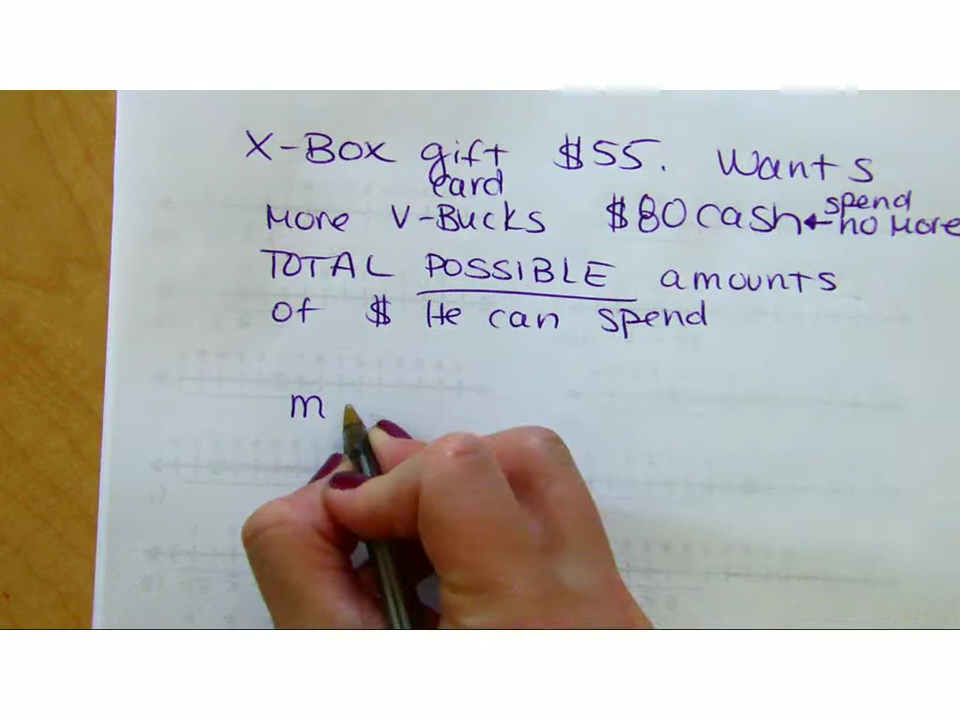 X-BOX gift card $55. Wants
More V-Bucks $80 cash ← spend no More
TOTAL POSSIBLE amounts
of $ He can spend
m